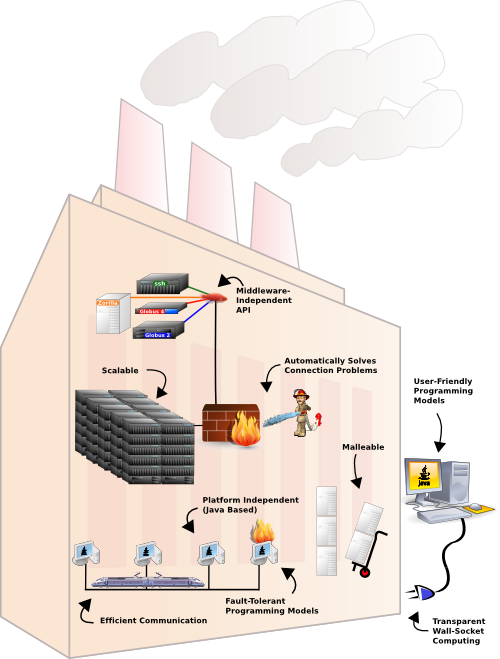 ssh
Zorilla
Globus 4
Globus 2
Middleware-
Independent
API
Scalable
Automatically Solves
Connection Problems
User-Friendly
Programming
Models
Malleable
Java
Platform Independent
(Java Based)
Fault-Tolerant
Programming Models
Efficient Communication
Transparent
Wall-Socket
Computing